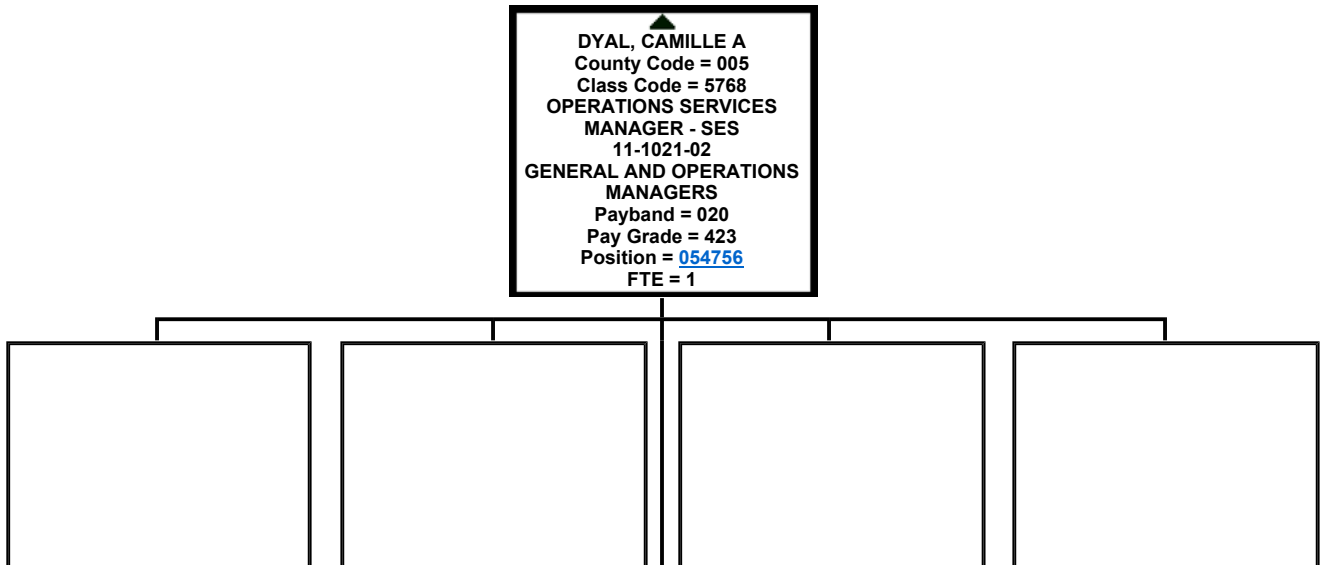 DYAL, CAMILLE A
County Code = 005
Class Code = 5768
OPERATIONS SERVICES
MANAGER - SES
11-1021-02
GENERAL AND OPERATIONS
MANAGERS
Payband = 020
Pay Grade = 423
Position = 054756
FTE = 1